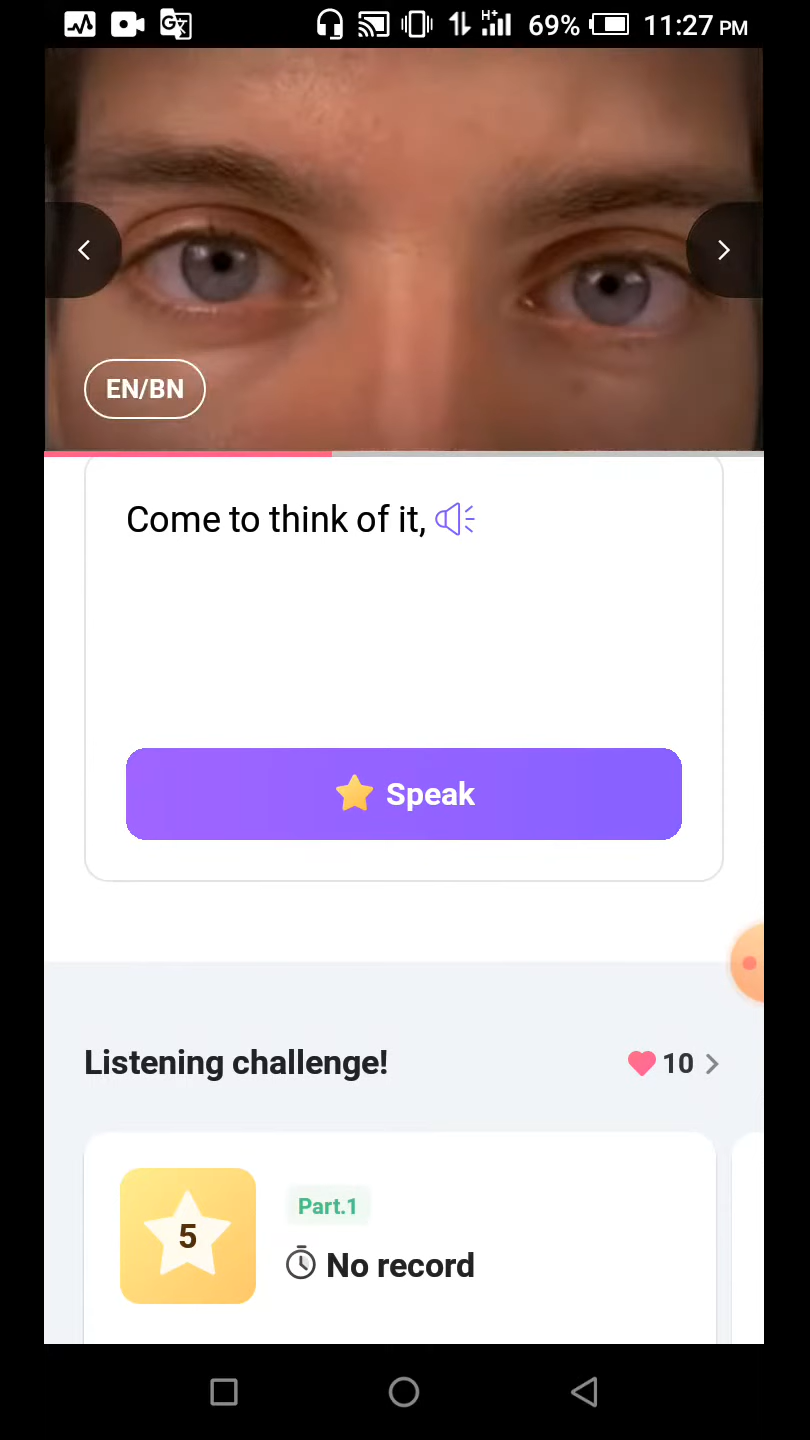 69% 11:27 PM
EN/BN
Come to think of it,
Speak
Listening challenge!
10
5
Part.1
No record